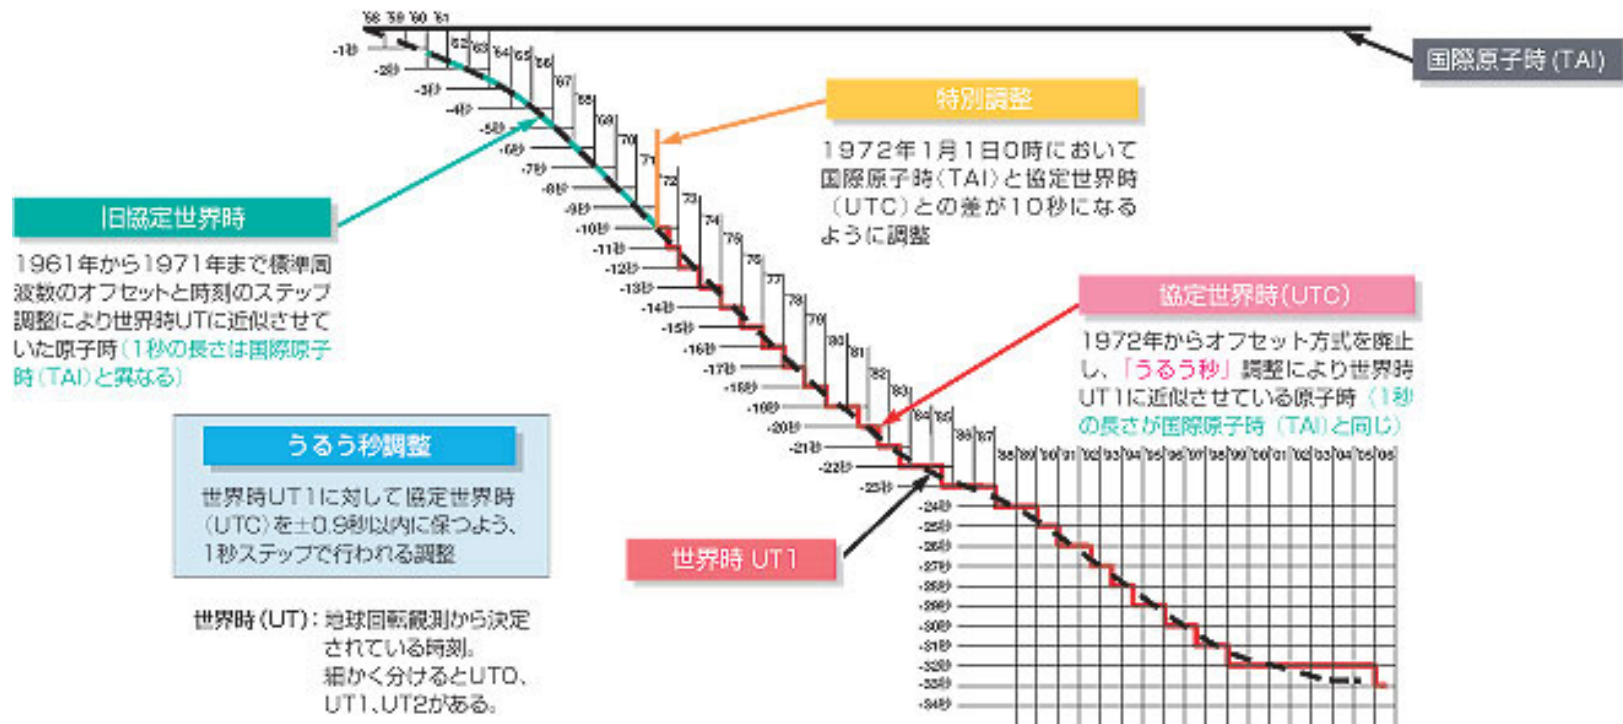 '58 '59 '60 '61
'62 '63 '64 '65 '66 '67 '68 '69 '70 '71 '72 '73 '74 '75 '76 '77 '78 '79 '80 '81 '82 '83 '84 '85 '86 '87
'88 '89 '90 '91 '92 '93 '94 '95 '96 '97 '98 '99 '00 '01 '02 '03 '04 '05 '06
-1秒
-2秒
-3秒
-4秒
-5秒
-6秒
-7秒
-8秒
-9秒
-10秒
-11秒
-12秒
-13秒
-14秒
-15秒
-16秒
-17秒
-18秒
-19秒
-20秒
-21秒
-22秒
-23秒
-24秒
-25秒
-26秒
-27秒
-28秒
-29秒
-30秒
-31秒
-32秒
-33秒
-34秒
国際原子時(TAI)
特別調整
1972年1月1日0時において
国際原子時(TAI)と協定世界時
(UTC)との差が10秒になる
ように調整
旧協定世界時
1961年から1971年まで標準周
波数のオフセットと時刻のステップ
調整により世界時UTに近似させて
いた原子時(1秒の長さは国際原子
時(TAI)と異なる)
協定世界時(UTC)
1972年からオフセット方式を廃止
し、「うるう秒」調整により世界時
UT1に近似させている原子時(1秒
の長さが国際原子時(TAI)と同じ)
うるう秒調整
世界時UT1に対して協定世界時
(UTC)を±0.9秒以内に保つよう、
1秒ステップで行われる調整
世界時 UT1
世界時(UT):地球回転観測から決定
されている時刻。
細かく分けるとUT0、
UT1、UT2がある。